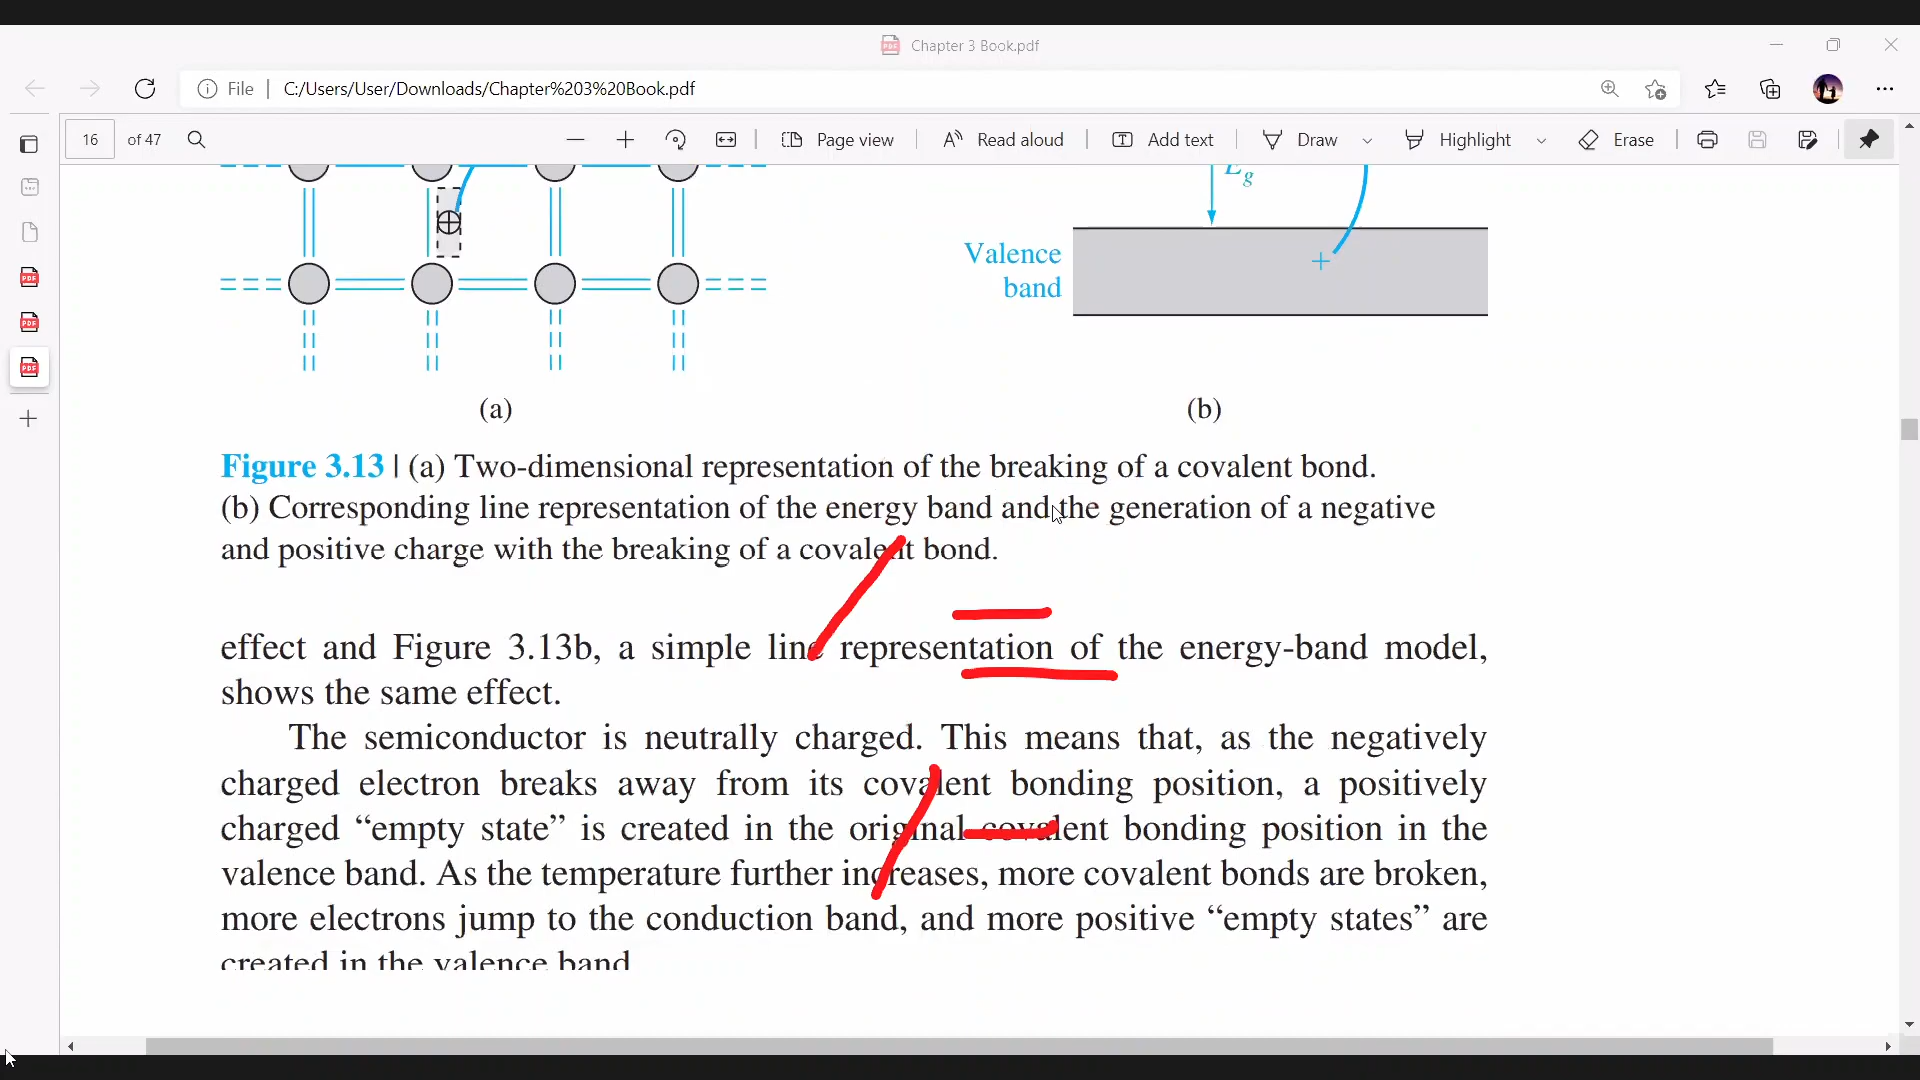 Chapter 3 Book.pdf
File | C:/Users/User/Downloads/Chapter%203%20Book.pdf
16 of 47
Page view
Read aloud
Add text
Draw
Highlight
Erase
E_g
Valence
band
(a)
(b)
Figure 3.13 | (a) Two-dimensional representation of the breaking of a covalent bond.
(b) Corresponding line representation of the energy band and the generation of a negative
and positive charge with the breaking of a covalent bond.
effect and Figure 3.13b, a simple line representation of the energy-band model,
shows the same effect.
The semiconductor is neutrally charged. This means that, as the negatively
charged electron breaks away from its covalent bonding position, a positively
charged “empty state” is created in the original covalent bonding position in the
valence band. As the temperature further increases, more covalent bonds are broken,
more electrons jump to the conduction band, and more positive “empty states” are
created in the valence band